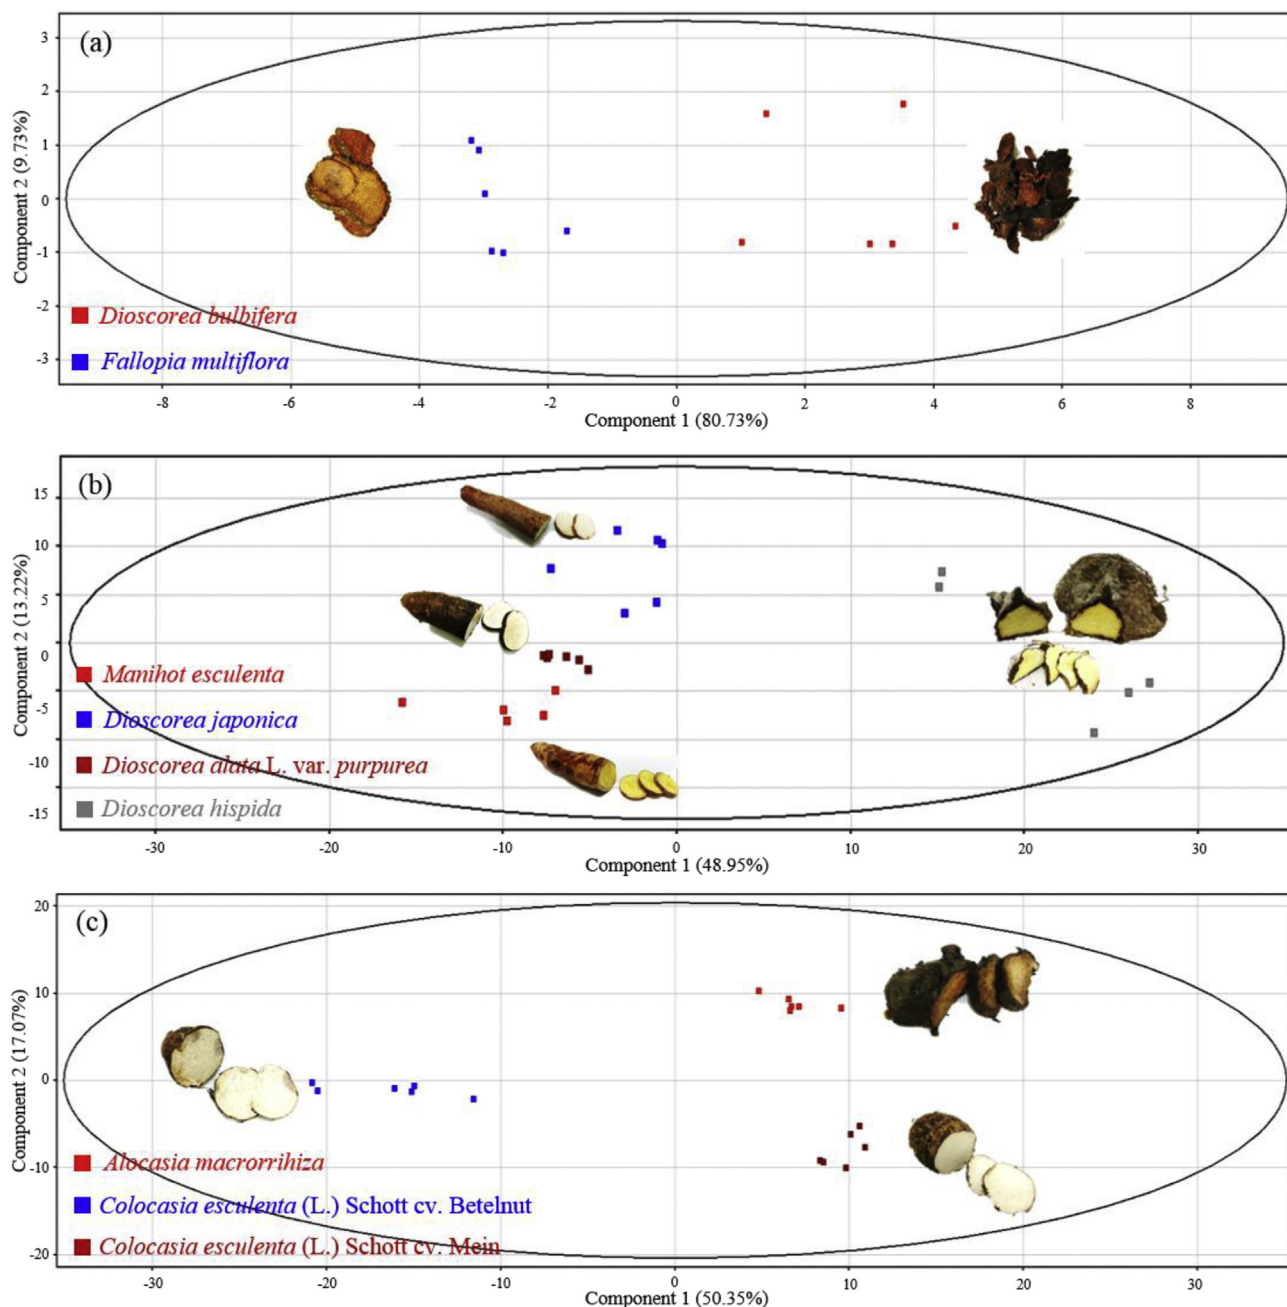 (a)
Component 2 (9.73%)
3
2
1
0
-1
-2
-3
Dioscorea bulbifera
Fallopia multiflora
-8 -6 -4 -2 0 2 4 6 8
Component 1 (80.73%)
(b)
Component 2 (13.22%)
15
10
5
0
-5
-10
-15
Manihot esculenta
Dioscorea japonica
Dioscorea alata L. var. purpurea
Dioscorea hispida
-30 -20 -10 0 10 20 30
Component 1 (48.95%)
(c)
Component 2 (17.07%)
20
10
0
-10
-20
Alocasia macrorrihiza
Colocasia esculenta (L.) Schott cv. Betelnut
Colocasia esculenta (L.) Schott cv. Mein
-30 -20 -10 0 10 20 30
Component 1 (50.35%)